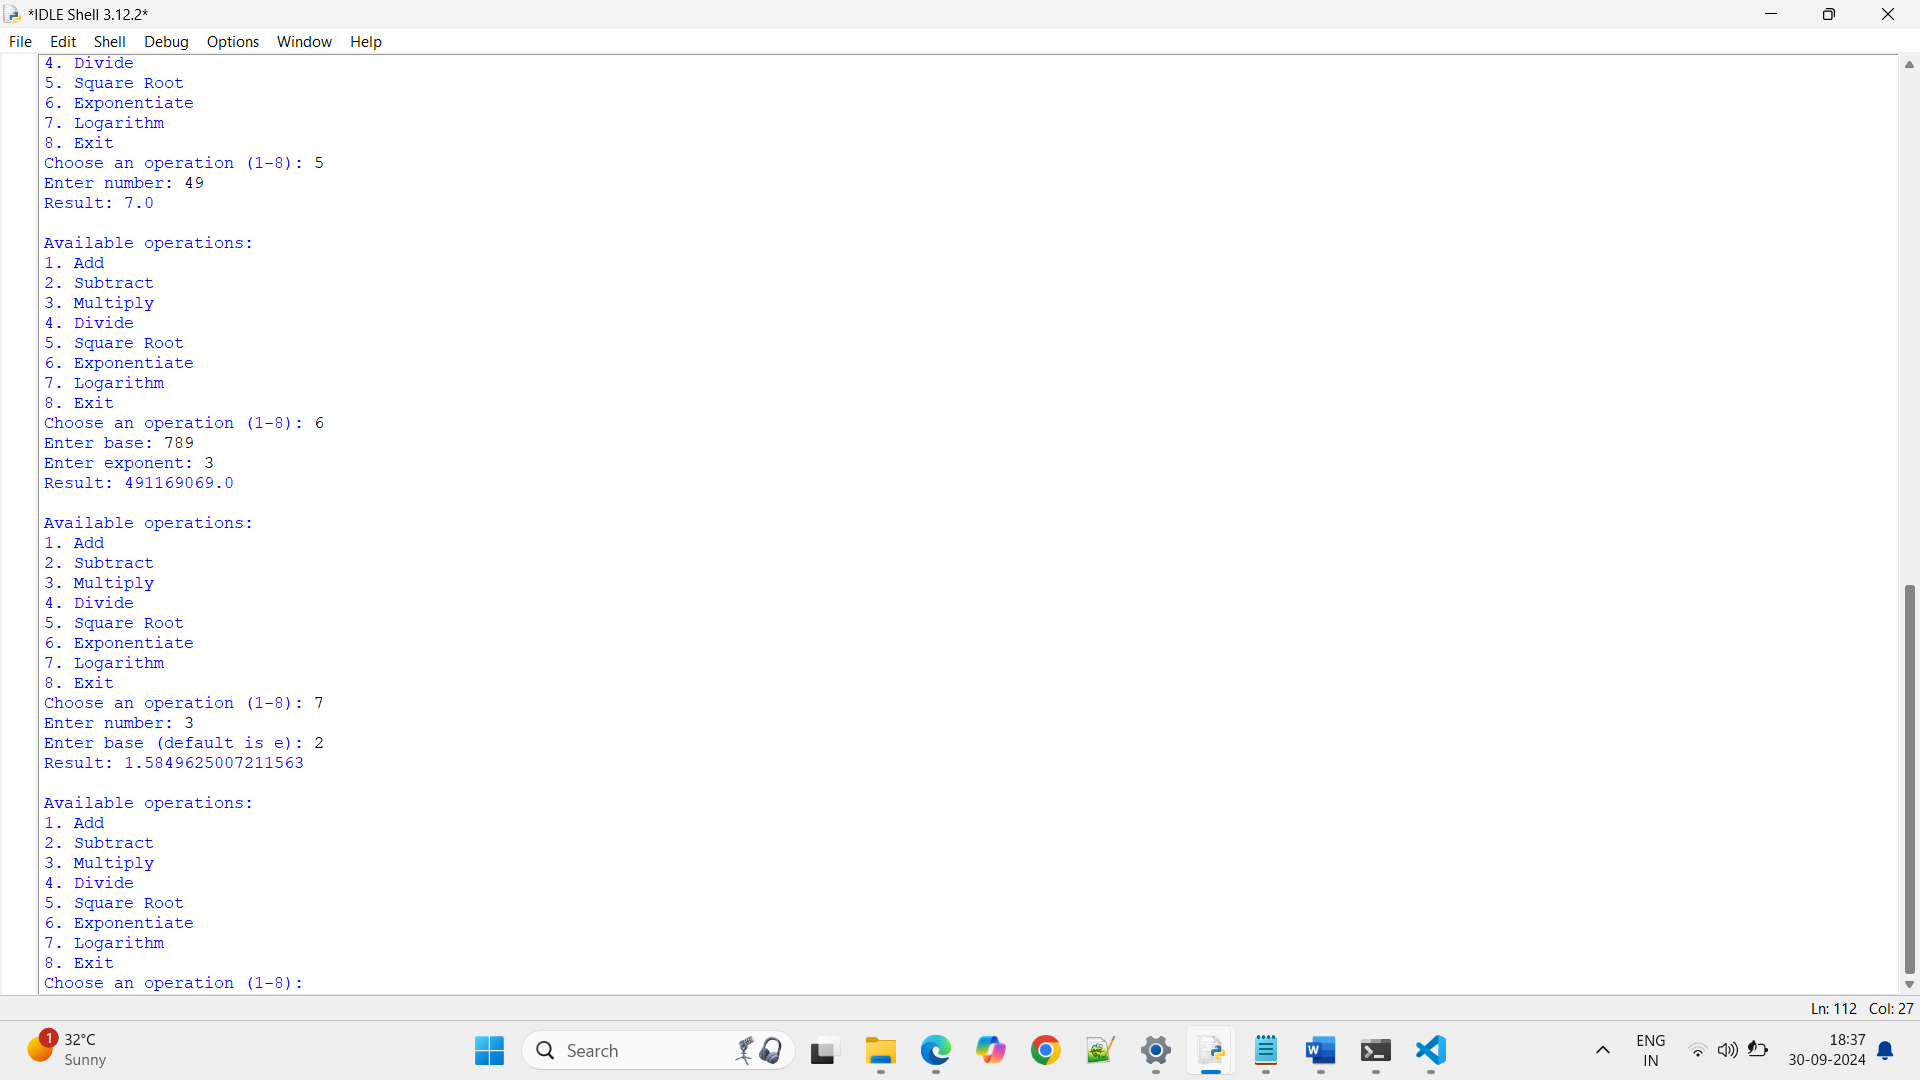 *IDLE Shell 3.12.2*
File Edit Shell Debug Options Window Help
4. Divide
5. Square Root
6. Exponentiate
7. Logarithm
8. Exit
Choose an operation (1-8): 5
Enter number: 49
Result: 7.0

Available operations:
1. Add
2. Subtract
3. Multiply
4. Divide
5. Square Root
6. Exponentiate
7. Logarithm
8. Exit
Choose an operation (1-8): 6
Enter base: 789
Enter exponent: 3
Result: 491169069.0

Available operations:
1. Add
2. Subtract
3. Multiply
4. Divide
5. Square Root
6. Exponentiate
7. Logarithm
8. Exit
Choose an operation (1-8): 7
Enter number: 3
Enter base (default is e): 2
Result: 1.5849625007211563

Available operations:
1. Add
2. Subtract
3. Multiply
4. Divide
5. Square Root
6. Exponentiate
7. Logarithm
8. Exit
Choose an operation (1-8):
Ln: 112 Col: 27
1
32°C
Sunny
Search
W
ENG
IN
18:37
30-09-2024